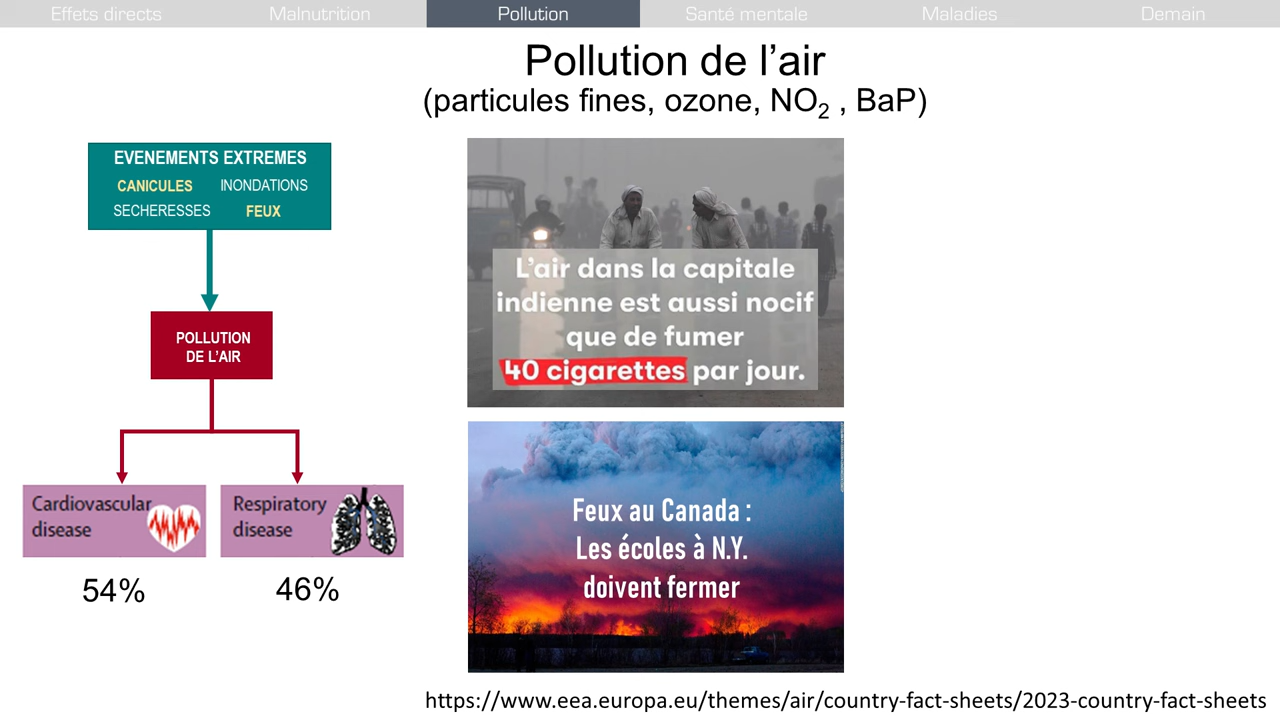 Effets directs
Malnutrition
Pollution
Santé mentale
Maladies
Demain
Pollution de l’air
(particules fines, ozone, NO2 , BaP)
EVENEMENTS EXTREMES
CANICULES INONDATIONS
SECHERESSES FEUX
POLLUTION
DE L’AIR
Cardiovascular
disease
Respiratory
disease
54%
46%
L’air dans la capitale
indienne est aussi nocif
que de fumer
40 cigarettes par jour.
Feux au Canada :
Les écoles à N.Y.
doivent fermer
https://www.eea.europa.eu/themes/air/country-fact-sheets/2023-country-fact-sheets